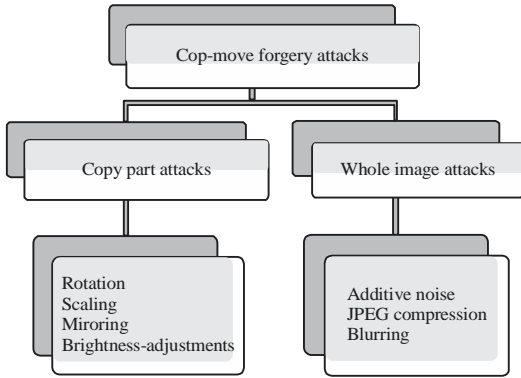 Cop-move forgery attacks
Copy part attacks
Whole image attacks
Rotation
Scaling
Miroring
Brightness-adjustments
Additive noise
JPEG compression
Blurring